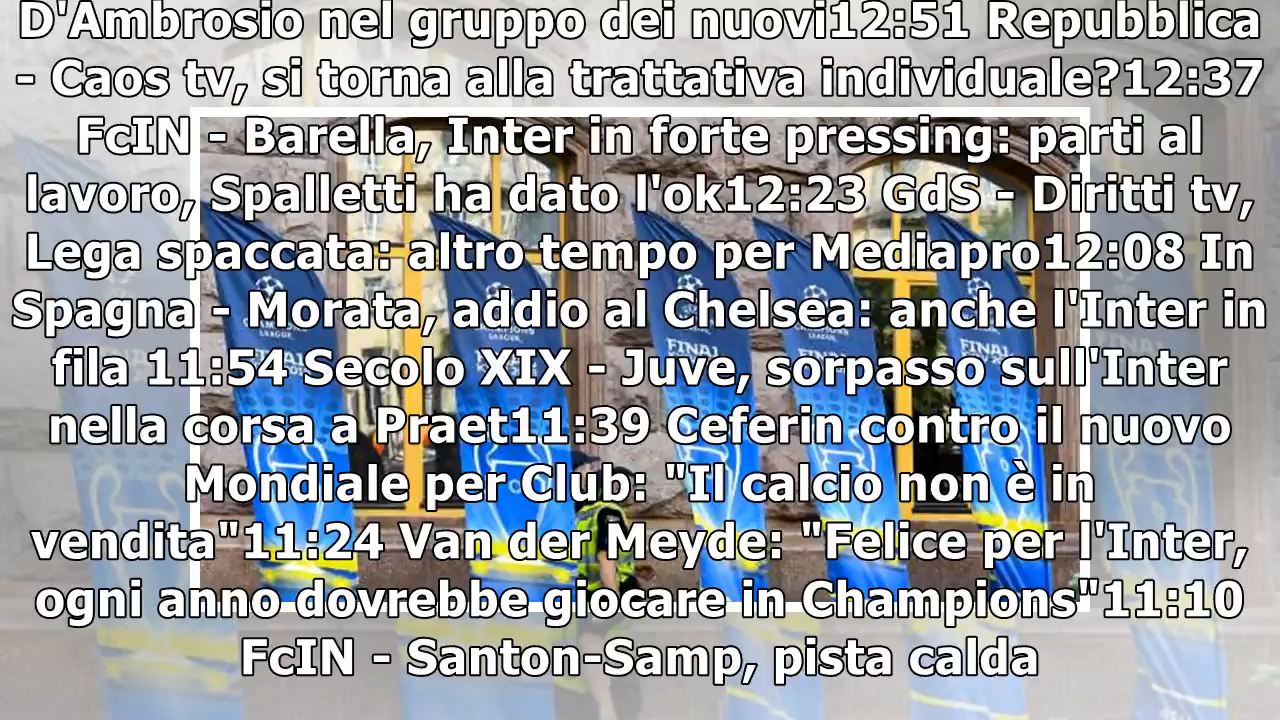 D'Ambrosio nel gruppo dei nuovi12:51 Repubblica
- Caos tv, si torna alla trattativa individuale?12:37
FcIN - Barella, Inter in forte pressing: parti al
lavoro, Spalletti ha dato l'ok12:23 GdS - Diritti tv,
Lega spaccata: altro tempo per Mediapro12:08 In
Spagna - Morata, addio al Chelsea: anche l'Inter in
fila 11:54 Secolo XIX - Juve, sorpasso sull'Inter
nella corsa a Praet11:39 Ceferin contro il nuovo
Mondiale per Club: "Il calcio non è in
vendita"11:24 Van der Meyde: "Felice per l'Inter,
ogni anno dovrebbe giocare in Champions"11:10
FcIN - Santon-Samp, pista calda
LEAGUE
FINAL